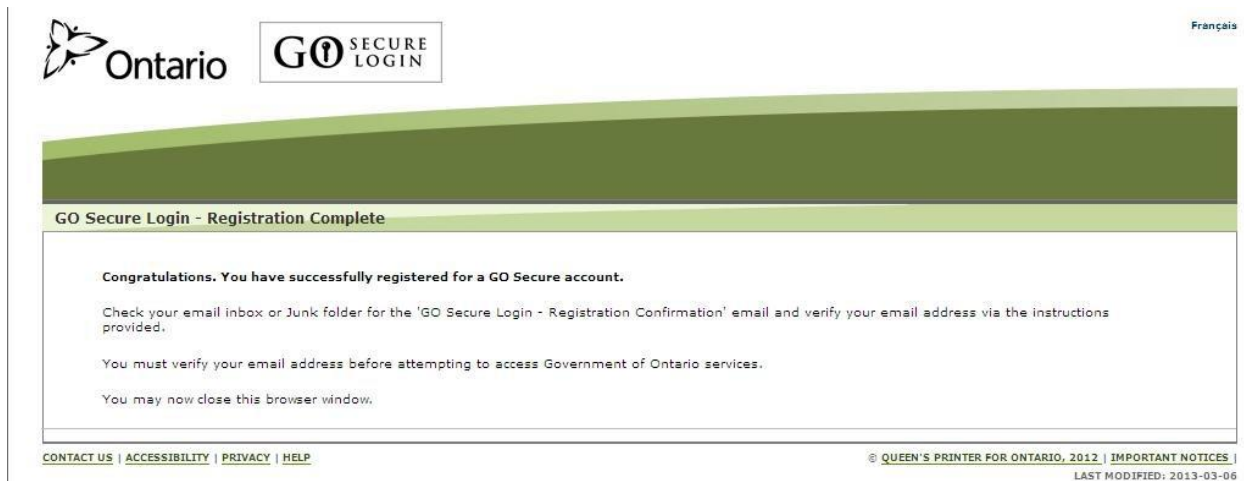 Français
Ontario
GO SECURE
LOGIN
GO Secure Login - Registration Complete
Congratulations. You have successfully registered for a GO Secure account.
Check your email inbox or Junk folder for the 'GO Secure Login - Registration Confirmation' email and verify your email address via the instructions
provided.
You must verify your email address before attempting to access Government of Ontario services.
You may now close this browser window.
CONTACT US | ACCESSIBILITY | PRIVACY | HELP
© QUEEN'S PRINTER FOR ONTARIO, 2012 | IMPORTANT NOTICES |
LAST MODIFIED: 2013-03-06